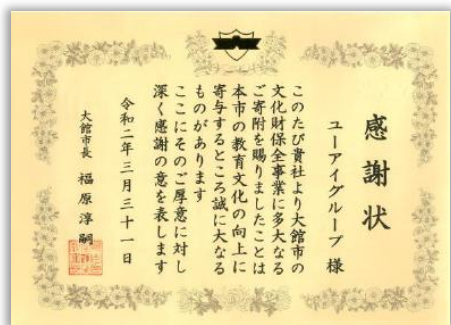 感謝状
ユーアイグループ 様
このたび貴社より大館市の
文化財保全事業に多大なる
ご寄附を賜りましたことは
本市の教育文化の向上に
寄与するところ誠に大なる
ものがあります
ここにそのご厚意に対し
深く感謝の意を表します
令和二年三月三十一日
大館市長 福原淳嗣